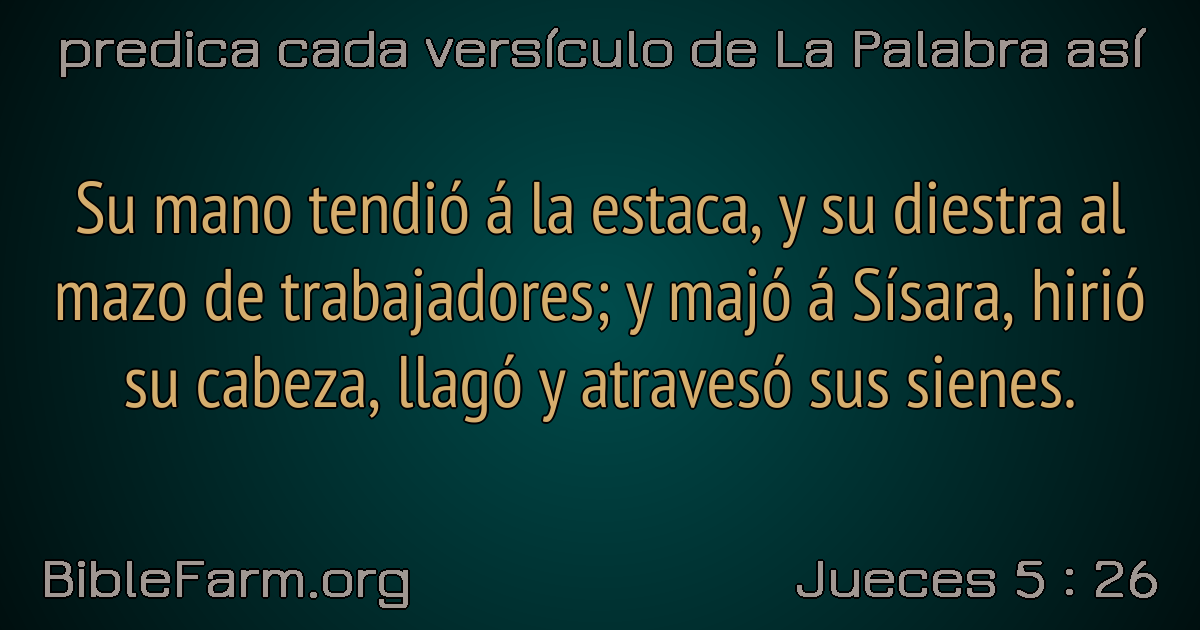 predica cada versículo de La Palabra así
Su mano tendió á la estaca, y su diestra al
mazo de trabajadores; y majó á Sísara, hirió
su cabeza, llagó y atravesó sus sienes.
BibleFarm.org
Jueces 5 : 26